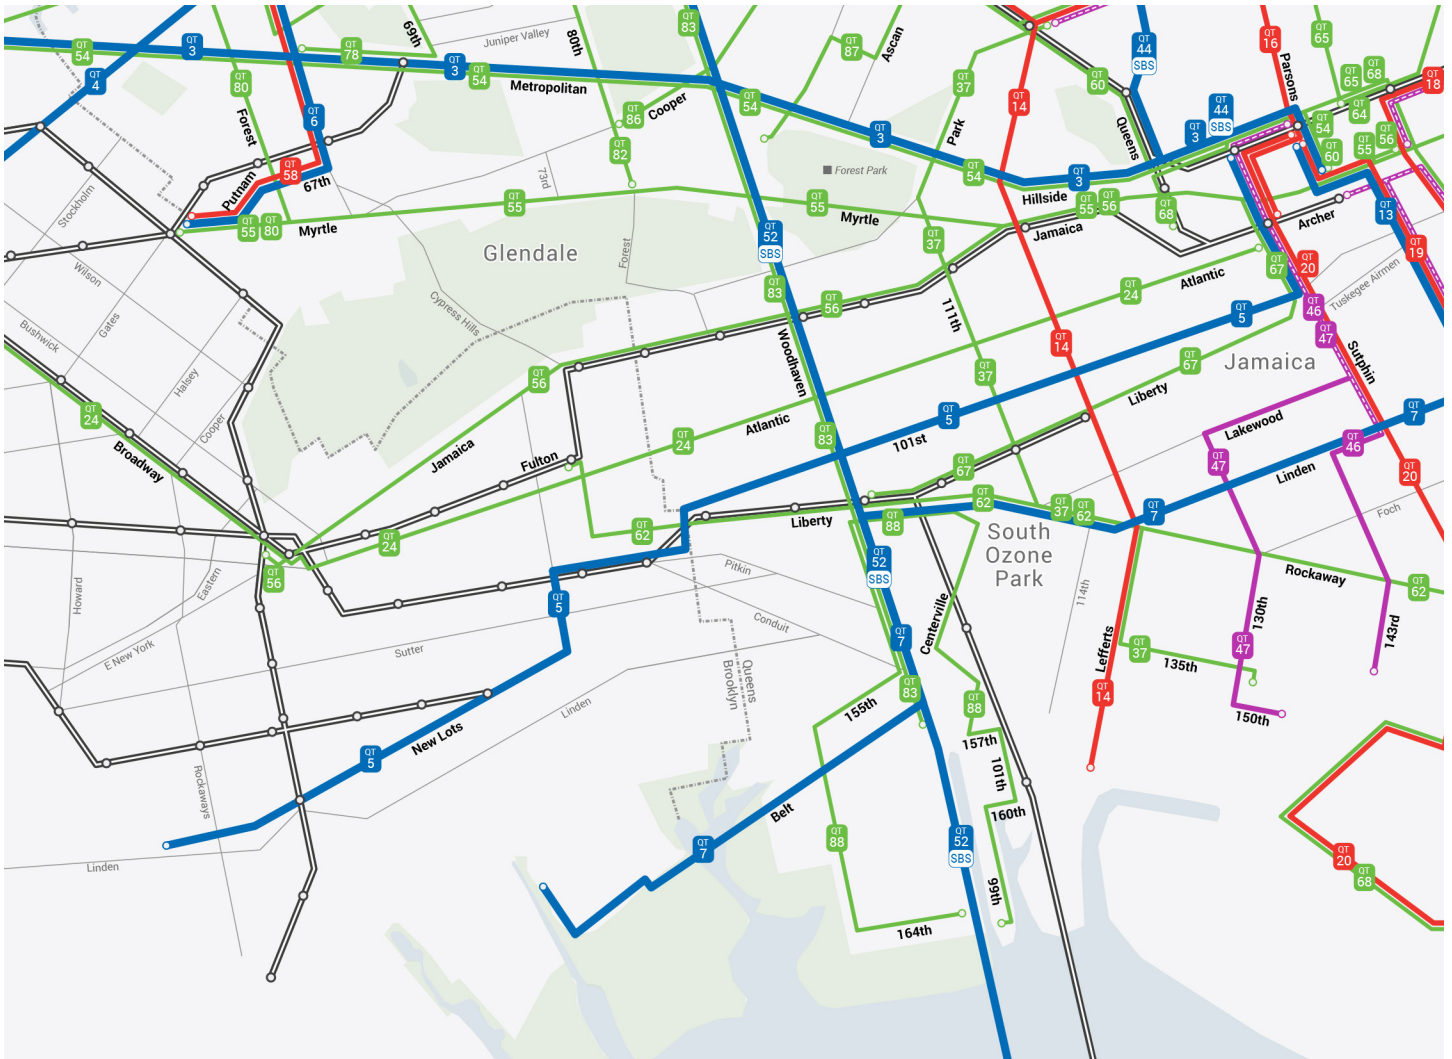 69th
80th
Juniper Valley
QT
83
QT
87
Ascan
QT
44
SBS
QT
16
Parsons
QT
65
QT
54
QT
3
QT
78
QT
3
QT
54
Metropolitan
QT
4
QT
80
QT
6
Forest
Cooper
QT
86
QT
82
QT
54
QT
3
QT
37
Park
QT
14
QT
60
Queens
QT
44
SBS
QT
3
QT
65
QT
68
QT
18
QT
64
QT
54
QT
60
QT
55
QT
56
Stockholm
Putnam
QT
58
67th
QT
55
QT
80
Myrtle
73rd
QT
55
Forest Park
QT
54
QT
55
Myrtle
Hillside
QT
3
QT
55
QT
56
QT
68
Jamaica
Archer
QT
13
QT
19
Glendale
Forest
QT
52
SBS
QT
37
QT
67
QT
20
Tuskegee Airmen
Wilson
Gates
Bushwick
Halsey
Cypress Hills
QT
83
QT
56
QT
24
Atlantic
QT
46
QT
47
111th
QT
5
QT
14
Woodhaven
QT
37
QT
67
Jamaica
Sutphin
QT
56
QT
24
Broadway
Cooper
Jamaica
Fulton
QT
24
Atlantic
QT
83
QT
5
101st
Liberty
Lakewood
QT
7
QT
46
QT
47
QT
67
Linden
QT
20
QT
62
Liberty
QT
88
QT
62
QT
37
QT
62
QT
7
Foch
South
Ozone
Park
QT
24
QT
56
Howard
Eastern
QT
5
Pitkin
QT
52
SBS
114th
Rockaway
QT
62
E New York
Sutter
Conduit
QT
7
Centerville
130th
143rd
Lefferts
QT
37
135th
QT
47
Queens
Brooklyn
Linden
QT
83
155th
QT
88
157th
QT
14
150th
New Lots
QT
5
Rockaways
101th
160th
Belt
QT
88
QT
7
QT
52
SBS
Linden
99th
164th
QT
20
QT
68